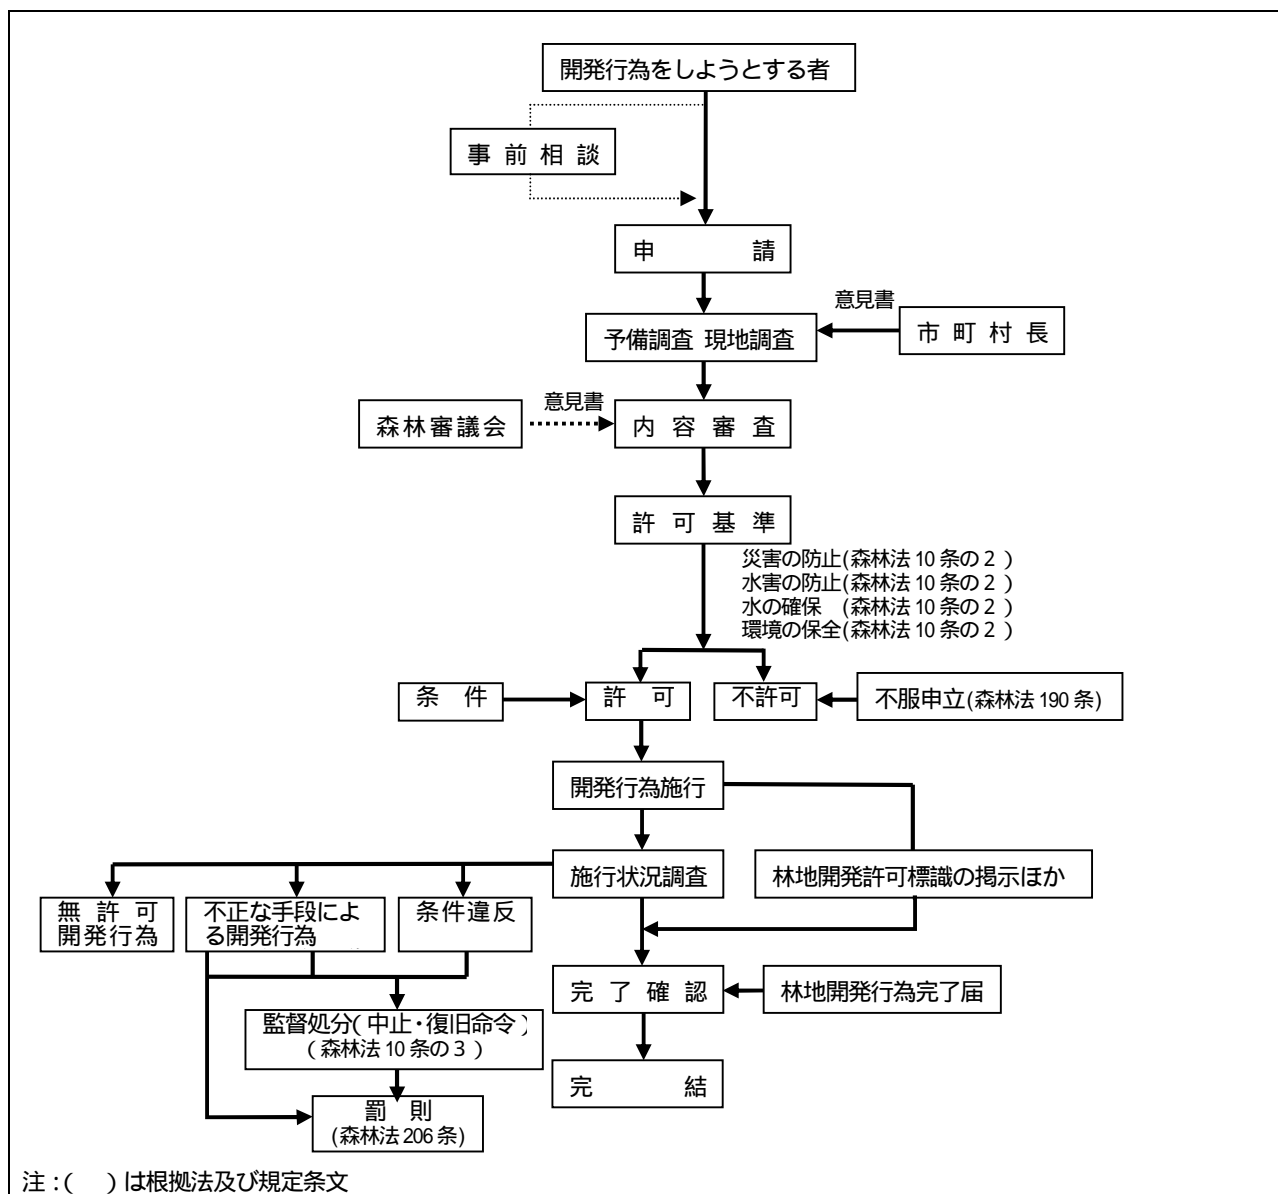 開発行為をしようとする者
事前相談
申請
意見書
予備調査 現地調査
市町村長
意見書
森林審議会
内容審査
許可基準
災害の防止(森林法10条の2)
水害の防止(森林法10条の2)
水の確保 (森林法10条の2)
環境の保全(森林法10条の2)
条件
許可
不許可
不服申立(森林法190条)
開発行為施行
施行状況調査
林地開発許可標識の掲示ほか
無許可
開発行為
不正な手段によ
る開発行為
条件違反
完了確認
林地開発行為完了届
監督処分(中止・復旧命令)
(森林法10条の3)
完結
罰則
(森林法206条)
注:( )は根拠法及び規定条文